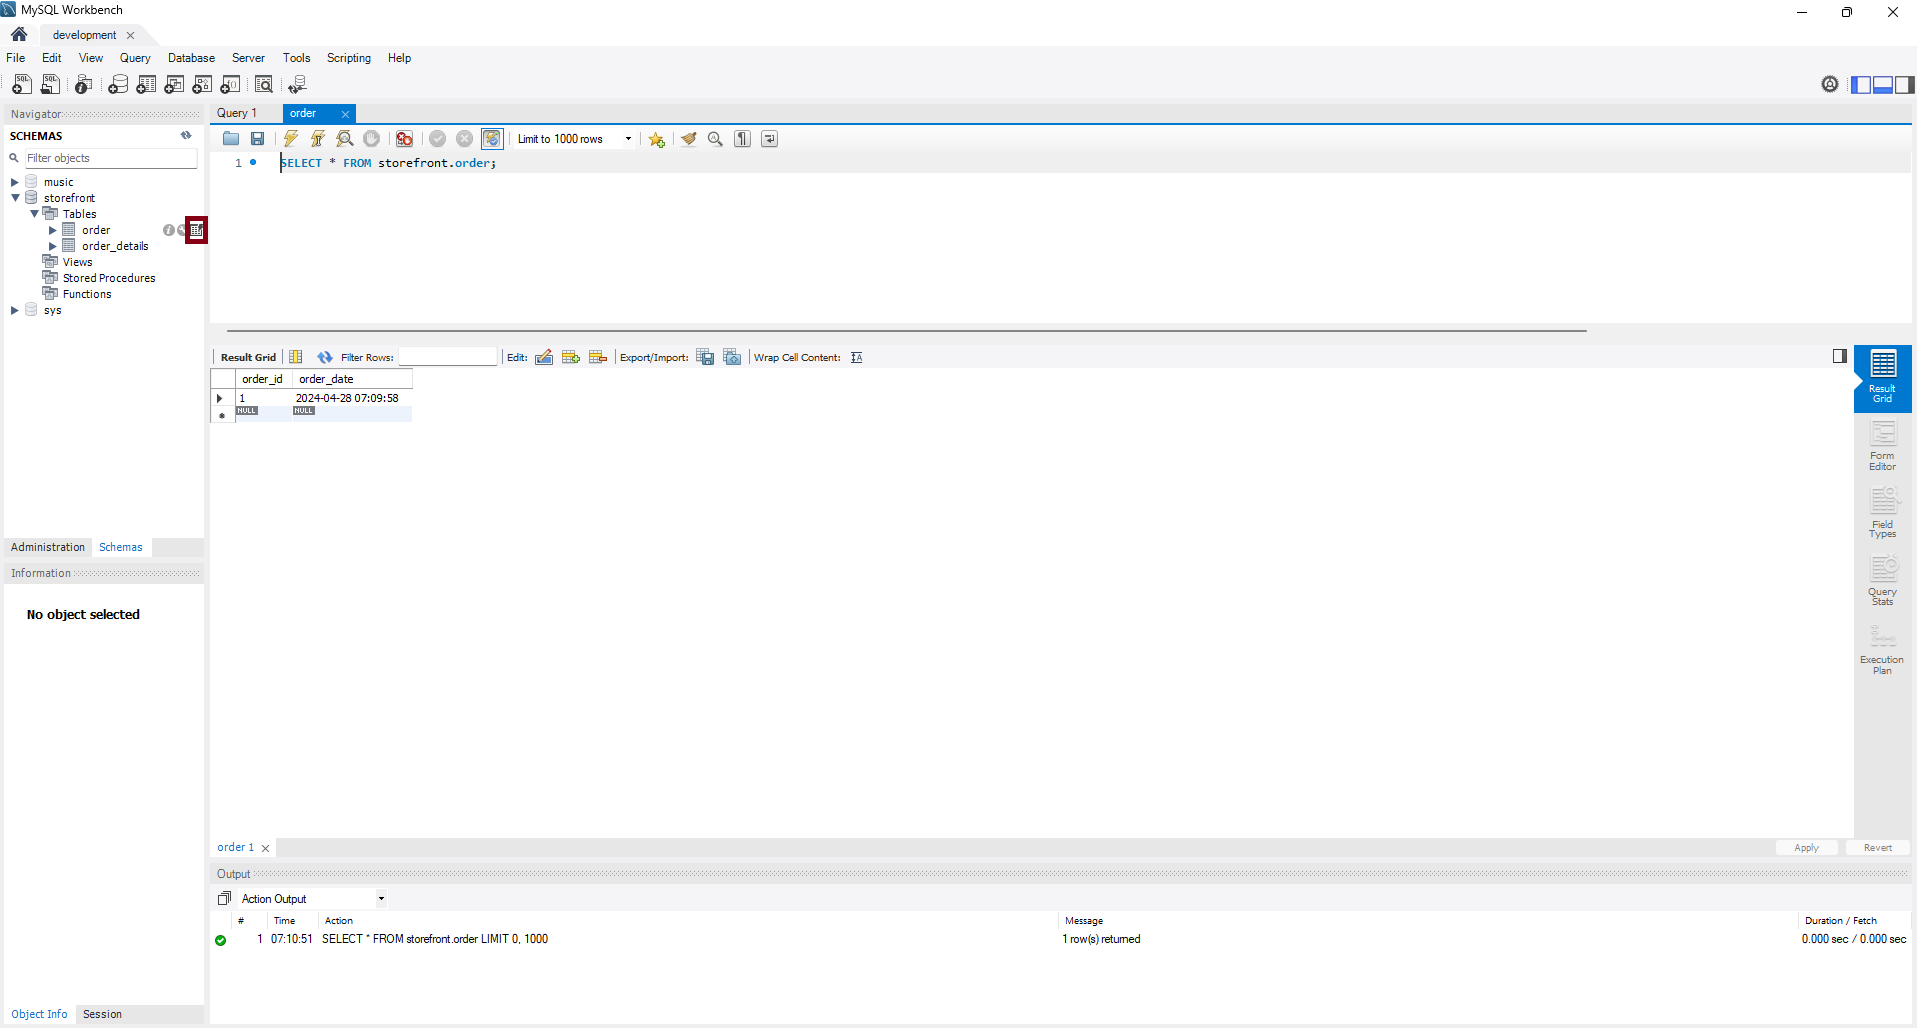 MySQL Workbench
development
File Edit View Query Database Server Tools Scripting Help
Navigator
SCHEMAS
Filter objects
music
storefront
Tables
order
order_details
Views
Stored Procedures
Functions
sys
Administration Schemas
Information
No object selected
Object Info Session
Query 1 order
Limit to 1000 rows
1 SELECT * FROM storefront.order;
Result Grid Filter Rows: Edit: Export/Import: Wrap Cell Content:
order_id order_date
1 2024-04-28 07:09:58
NULL NULL
Result Grid
Form Editor
Field Types
Query Stats
Execution Plan
order 1 Apply Revert
Output
Action Output
# Time Action Message Duration / Fetch
1 07:10:51 SELECT * FROM storefront.order LIMIT 0, 1000 1 row(s) returned 0.000 sec / 0.000 sec